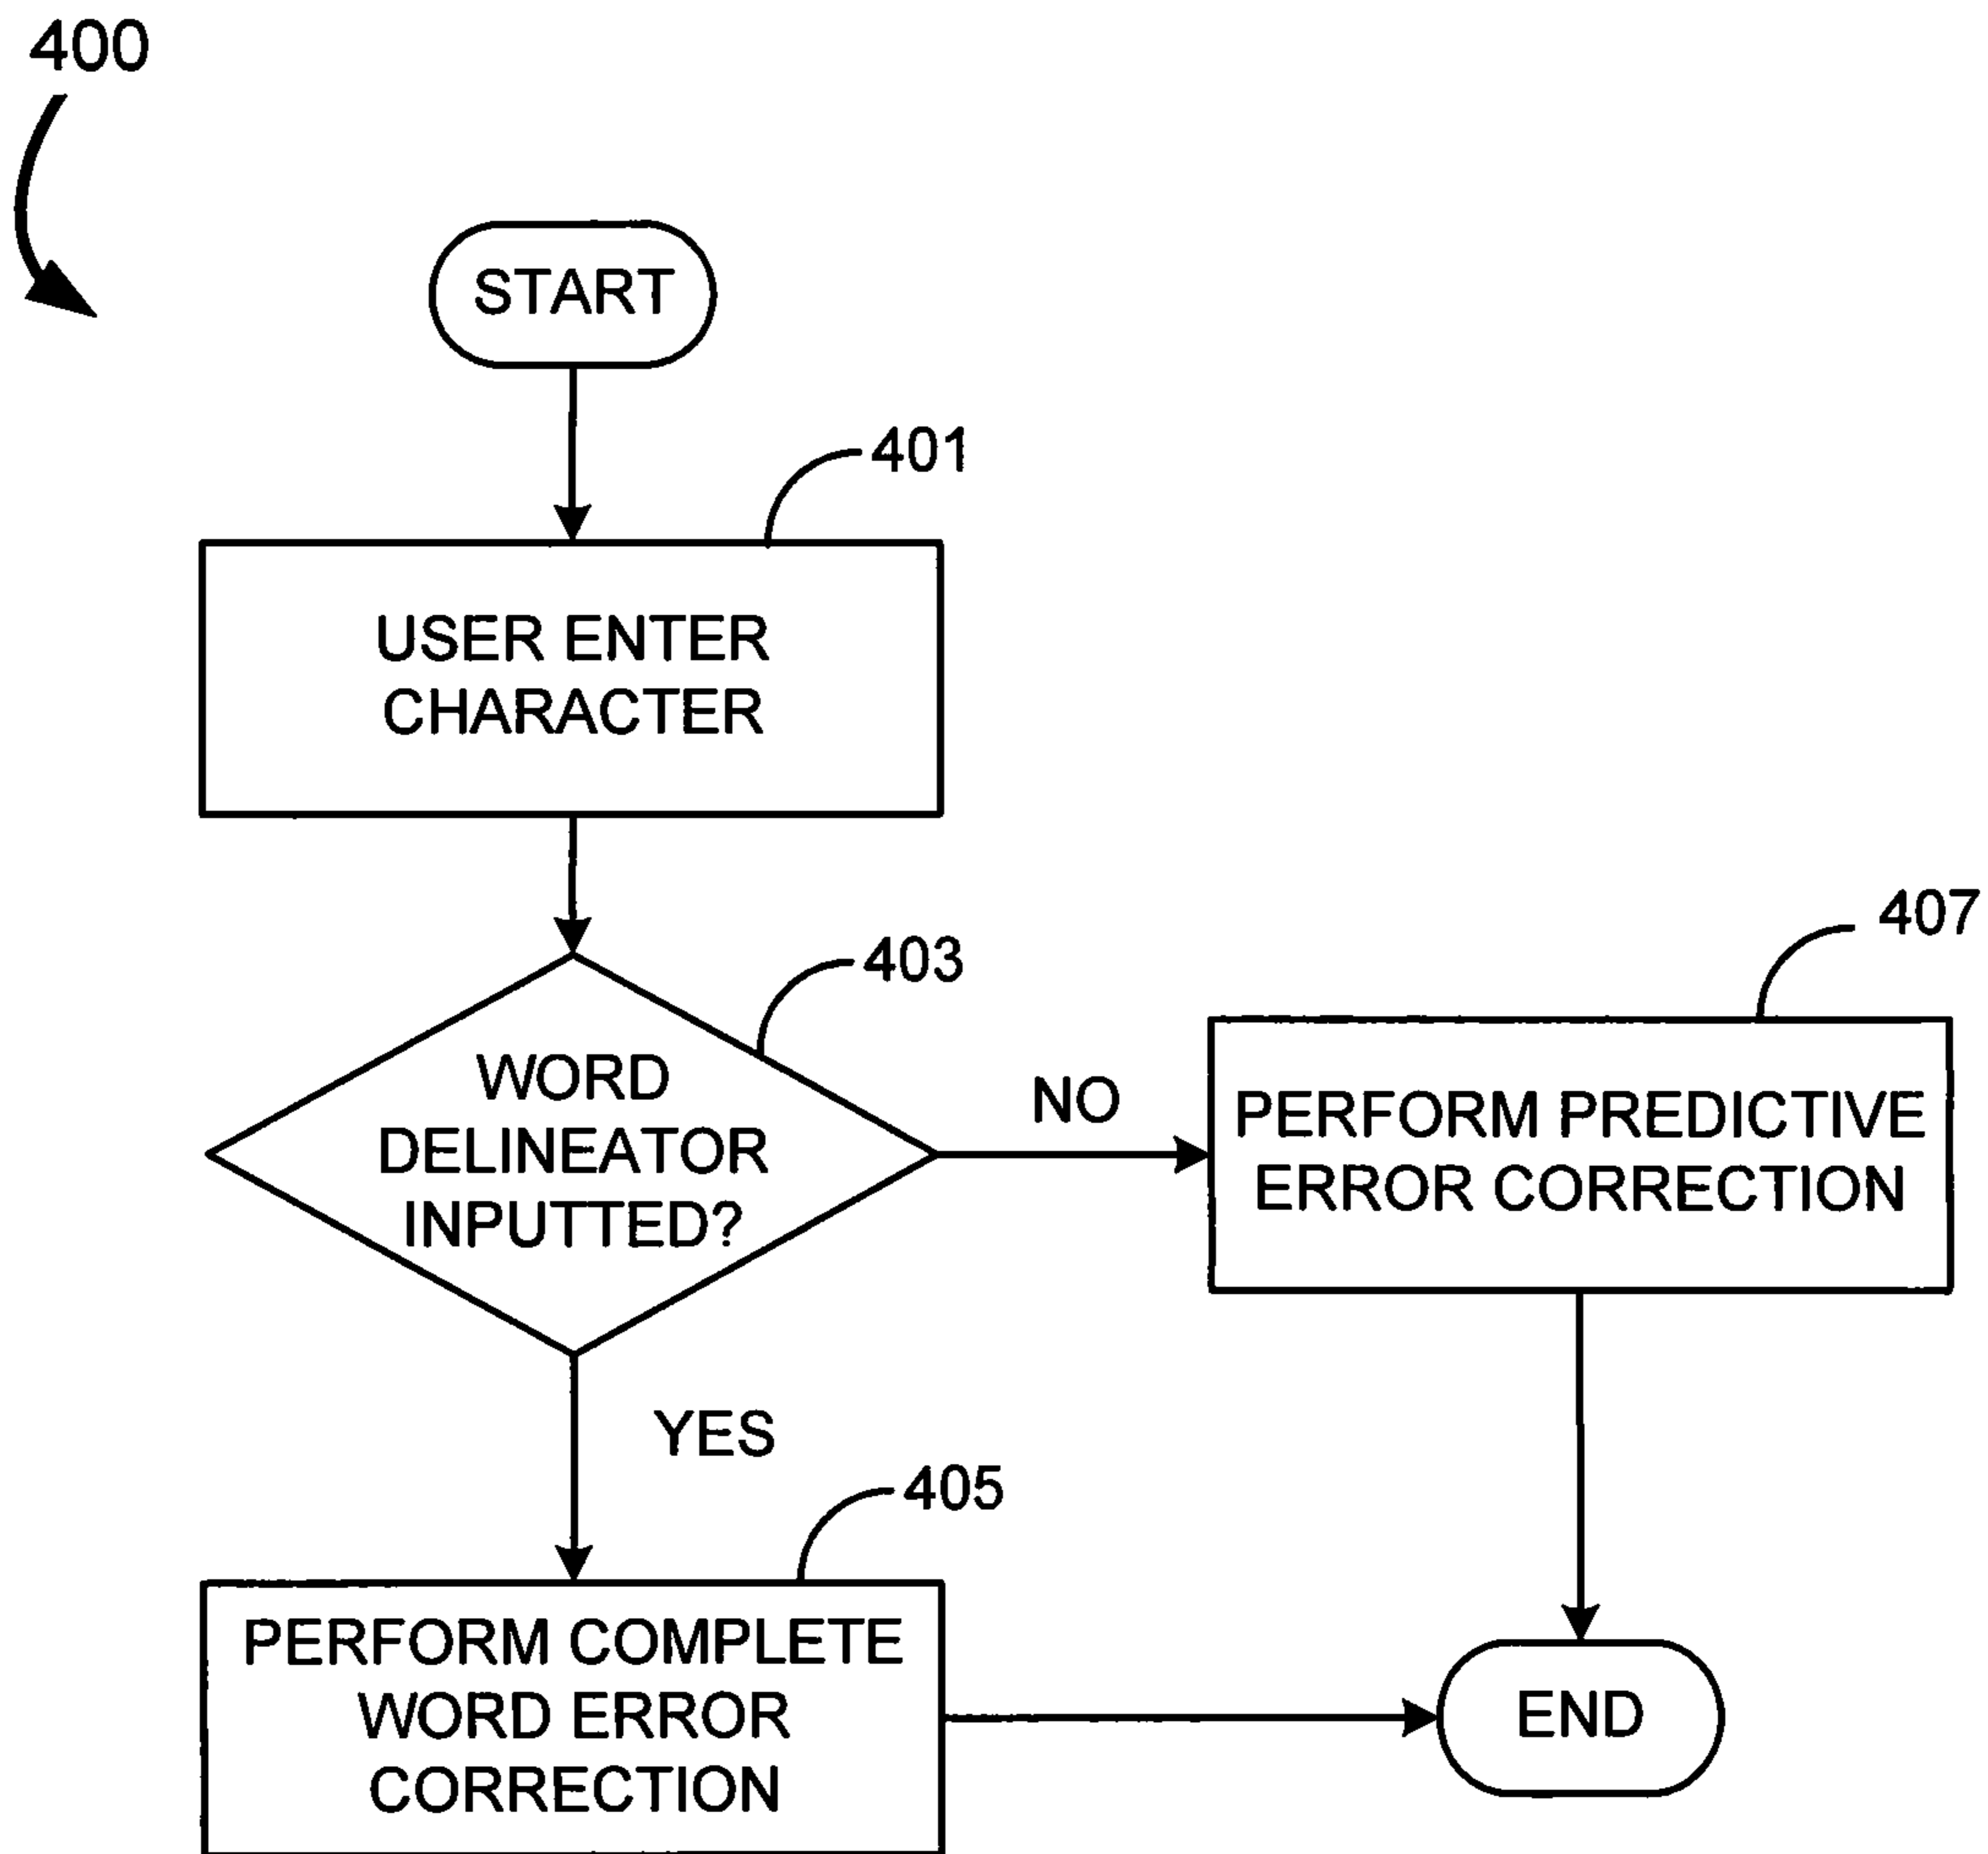 400
START
401
USER ENTER
CHARACTER
403
WORD
DELINEATOR
INPUTTED?
NO
407
PERFORM PREDICTIVE
ERROR CORRECTION
YES
405
PERFORM COMPLETE
WORD ERROR
CORRECTION
END